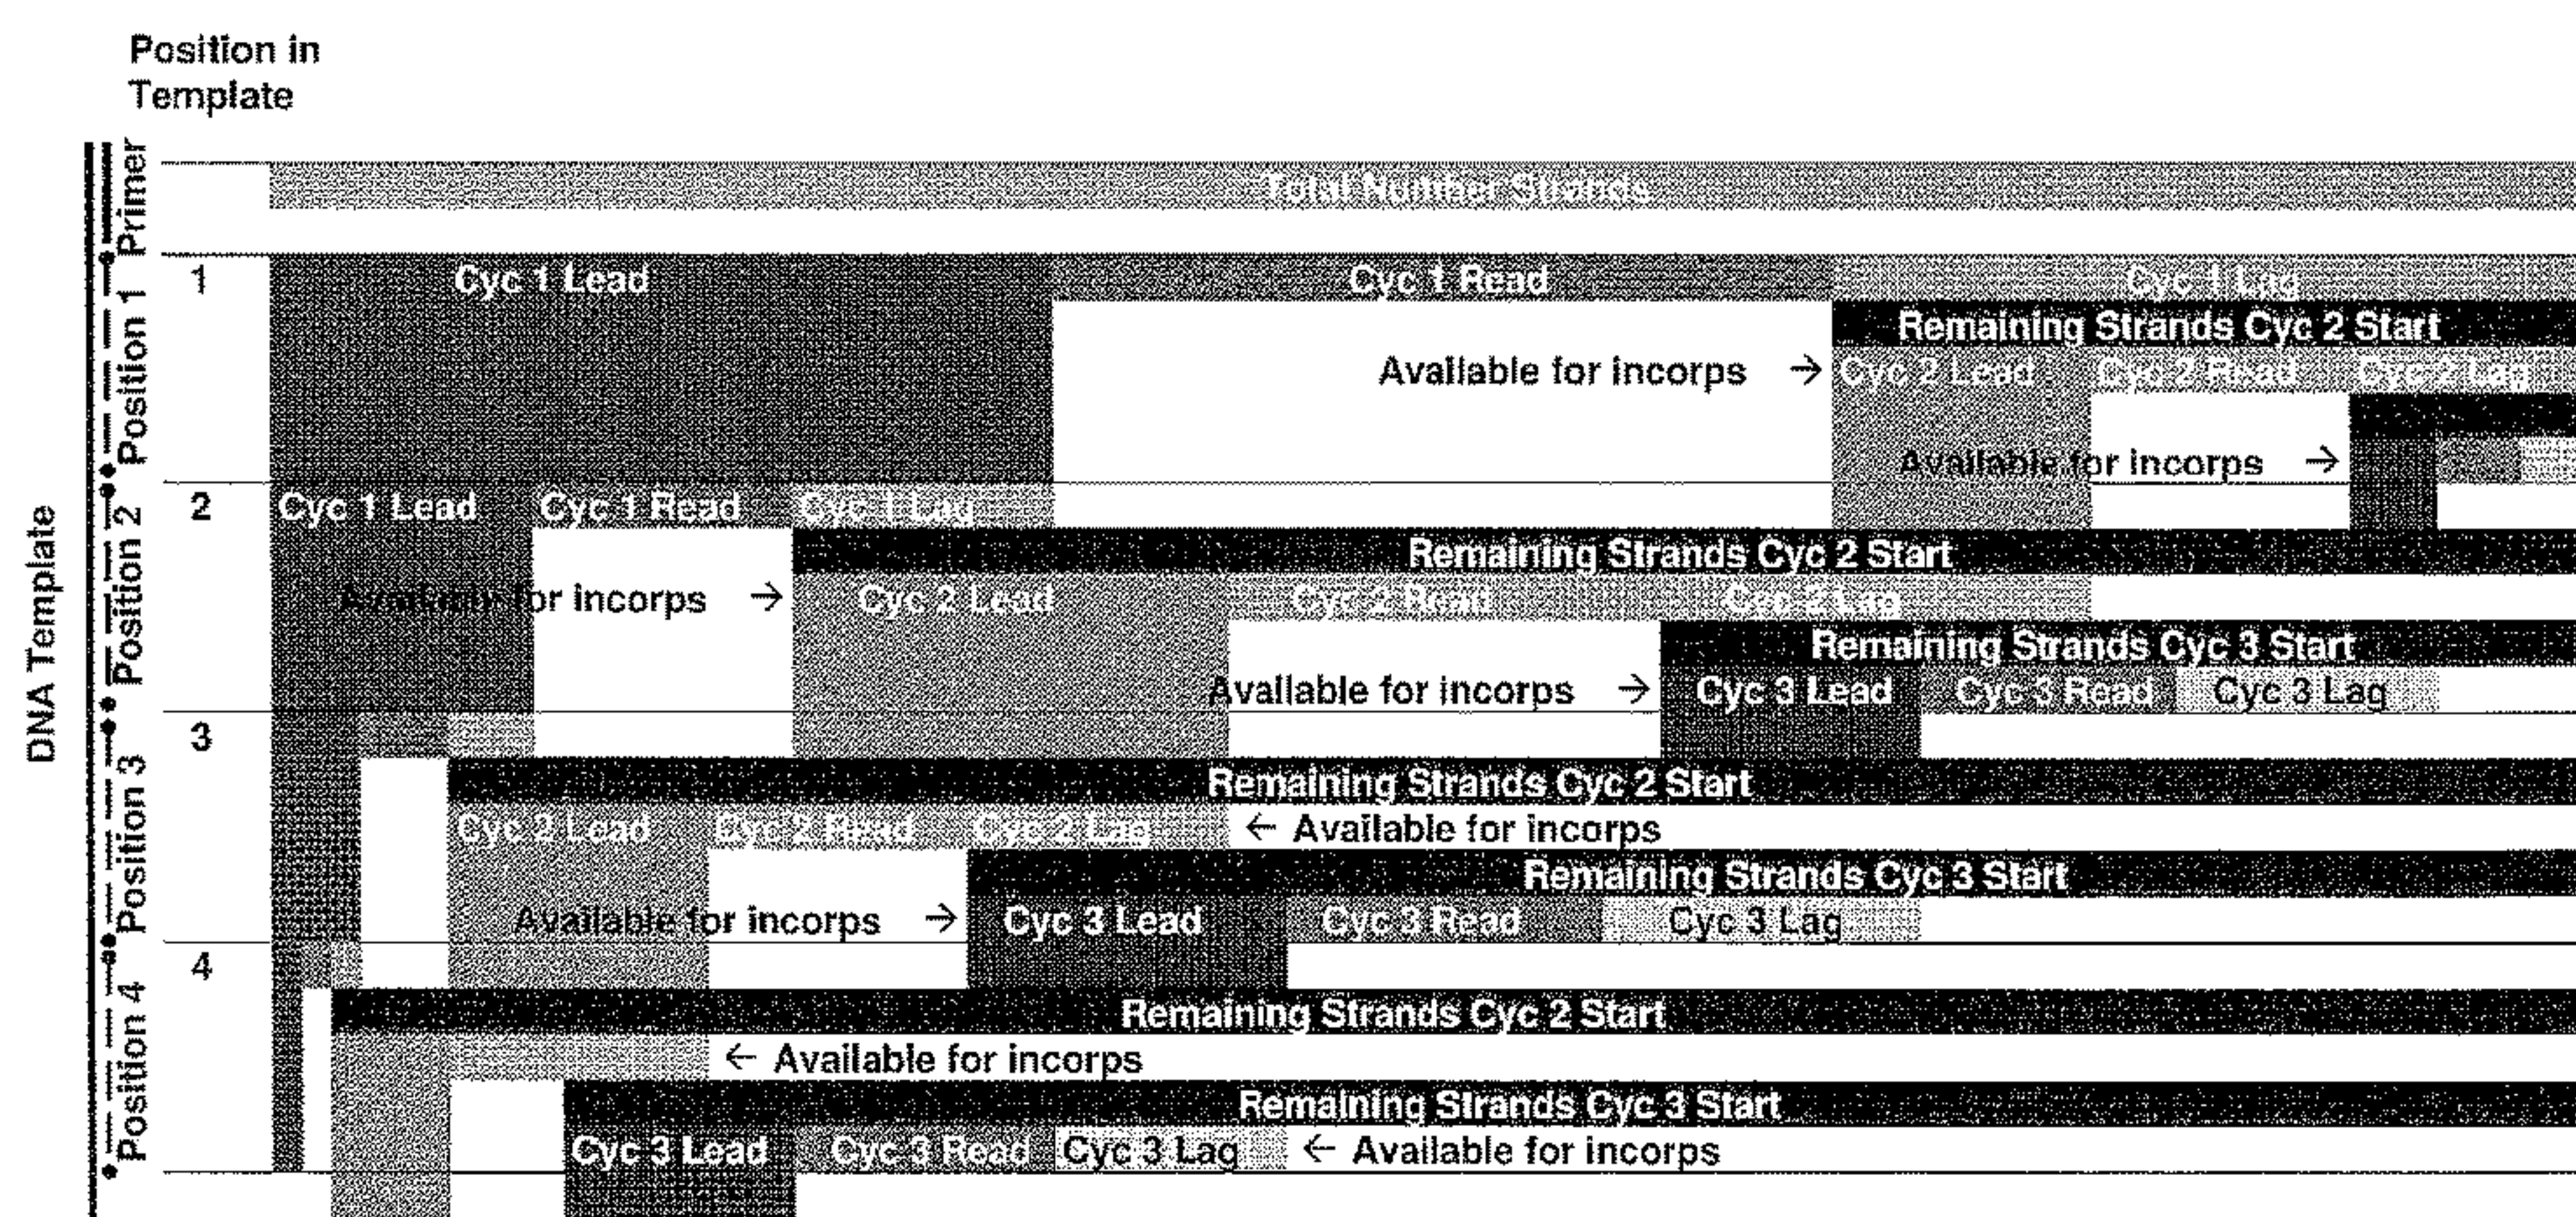 Position in
Template
DNA Template
Primer
Position 1
Position 2
Position 3
Position 4
Total Number Strands
1
Cyc 1 Lead
Cyc 1 Read
Cyc 1 Lag
Remaining Strands Cyc 2 Start
Available for incorps →
Cyc 2 Lead
Cyc 2 Read
Cyc 2 Lag
Available for incorps →
2
Cyc 1 Lead
Cyc 1 Read
Cyc 1 Lag
Remaining Strands Cyc 2 Start
Available for incorps →
Cyc 2 Lead
Cyc 2 Read
Cyc 2 Lag
Remaining Strands Cyc 3 Start
Available for incorps →
Cyc 3 Lead
Cyc 3 Read
Cyc 3 Lag
3
Remaining Strands Cyc 2 Start
Cyc 2 Lead
Cyc 2 Read
Cyc 2 Lag
← Available for incorps
Remaining Strands Cyc 3 Start
Available for incorps →
Cyc 3 Lead
Cyc 3 Read
Cyc 3 Lag
4
Remaining Strands Cyc 2 Start
← Available for incorps
Remaining Strands Cyc 3 Start
Cyc 3 Lead
Cyc 3 Read
Cyc 3 Lag
← Available for incorps